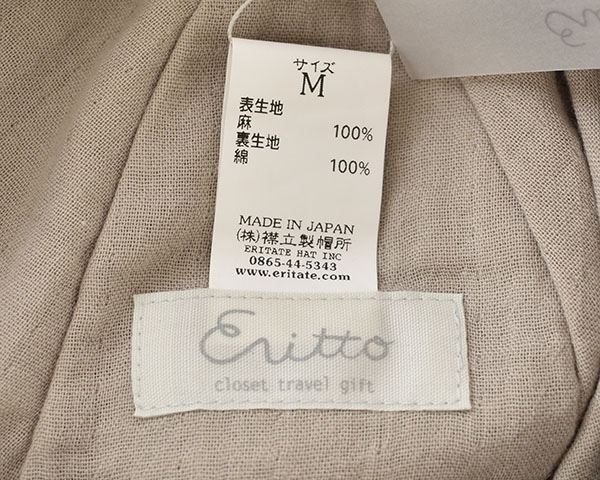 サイズ
M
表生地
麻 100%
裏生地
綿 100%
MADE IN JAPAN
(株)襟立製帽所
ERITATE HAT INC
0865-44-5343
www.eritate.com
Eritto
closet travel gift